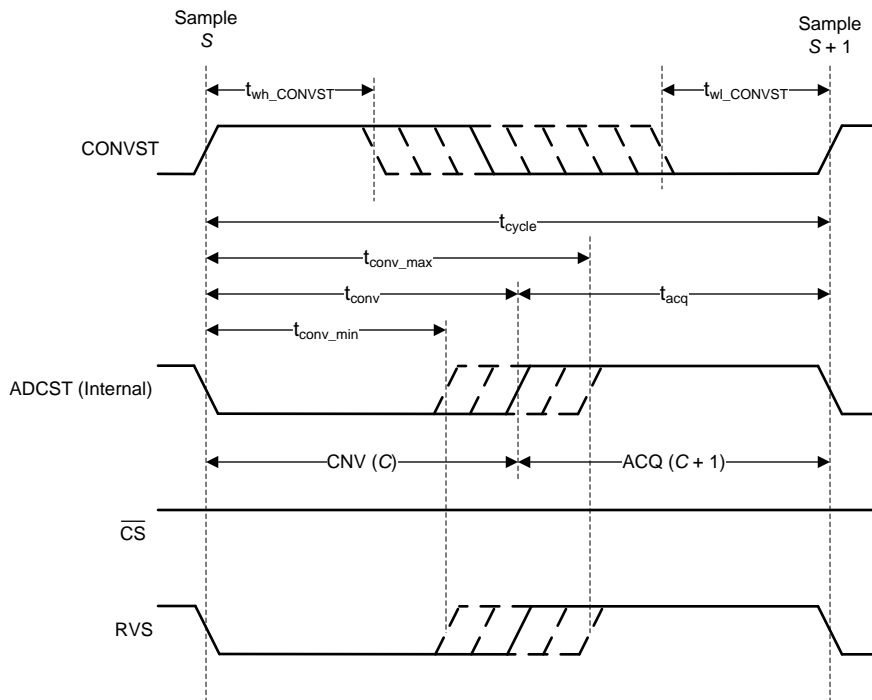 Sample
S
Sample
S + 1
twh_CONVST
twl_CONVST
CONVST
tcycle
tconv_max
tconv
tacq
tconv_min
ADCST (Internal)
CNV (C)
ACQ (C + 1)
CS
RVS